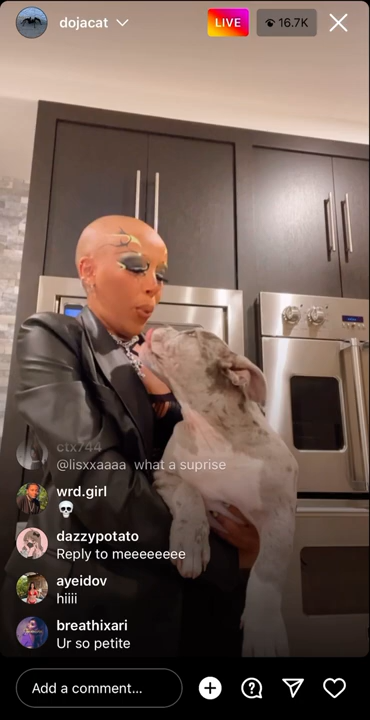 dojacat
LIVE
16.7K
ctx744
@lisxxaaaa what a suprise
wrd.girl
💀
dazzypotato
Reply to meeeeeeee
ayeidov
hiiii
breathixari
Ur so petite
Add a comment...